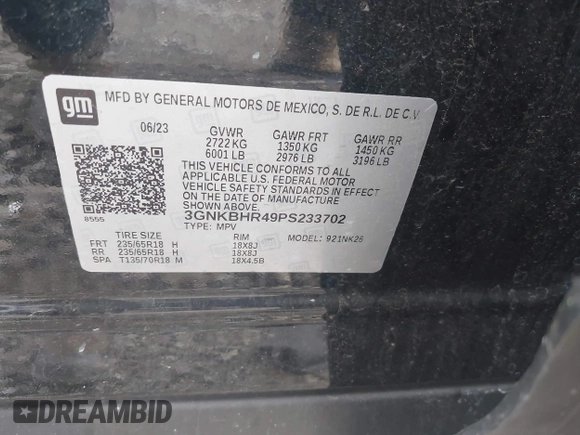 gm
MFD BY GENERAL MOTORS DE MEXICO, S. DE R.L. DE C.V.
06/23 GVWR GAWR FRT GAWR RR
2722 KG 1350 KG 1450 KG
6001 LB 2976 LB 3196 LB
THIS VEHICLE CONFORMS TO ALL
APPLICABLE U.S. FEDERAL MOTOR
VEHICLE SAFETY STANDARDS IN EFFECT
ON THE DATE OF MANUFACTURE SHOWN ABOVE.
8555 3GNKBHR49PS233702
TYPE: MPV
RIM MODEL: 921NK26
FRT 235/65R18 H 18X8J
RR 235/65R18 H 18X8J
SPA T135/70R18 M 18X4.5B
DREAMBID